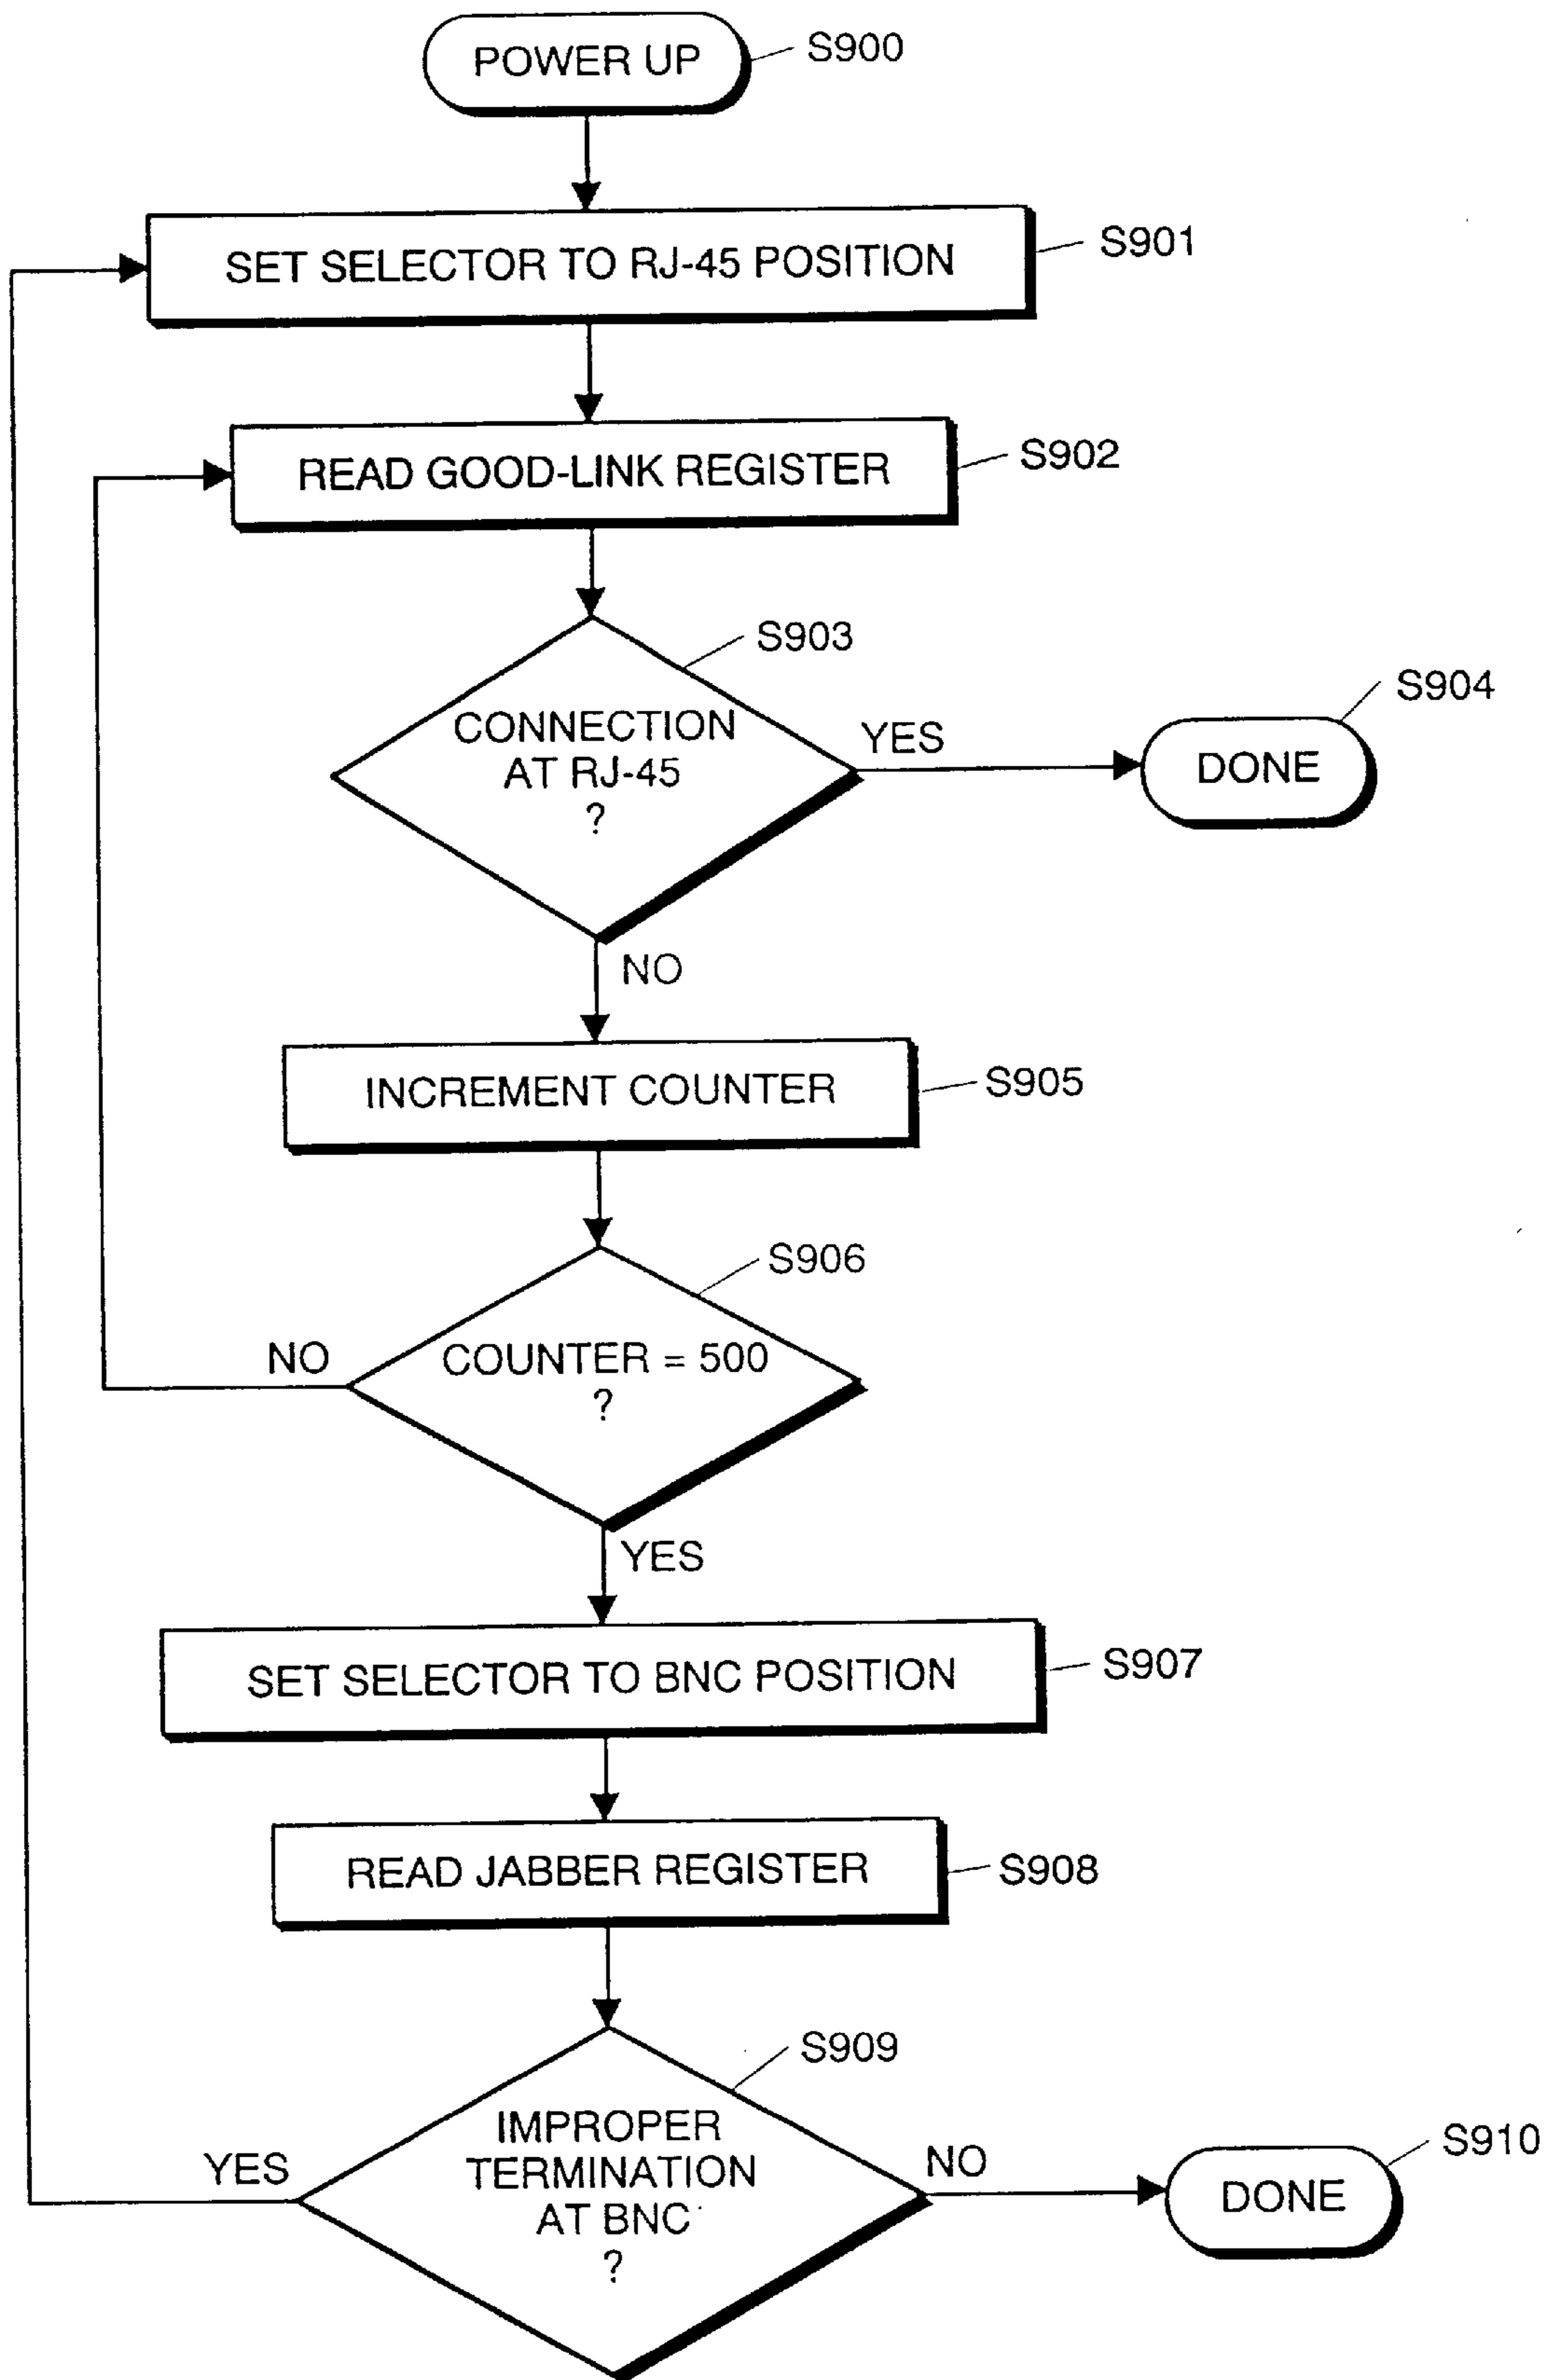 POWER UP
S900
SET SELECTOR TO RJ-45 POSITION
S901
READ GOOD-LINK REGISTER
S902
S903
CONNECTION
AT RJ-45
?
YES
S904
DONE
NO
INCREMENT COUNTER
S905
S906
COUNTER = 500
?
NO
YES
SET SELECTOR TO BNC POSITION
S907
READ JABBER REGISTER
S908
S909
IMPROPER
TERMINATION
AT BNC
?
YES
NO
S910
DONE